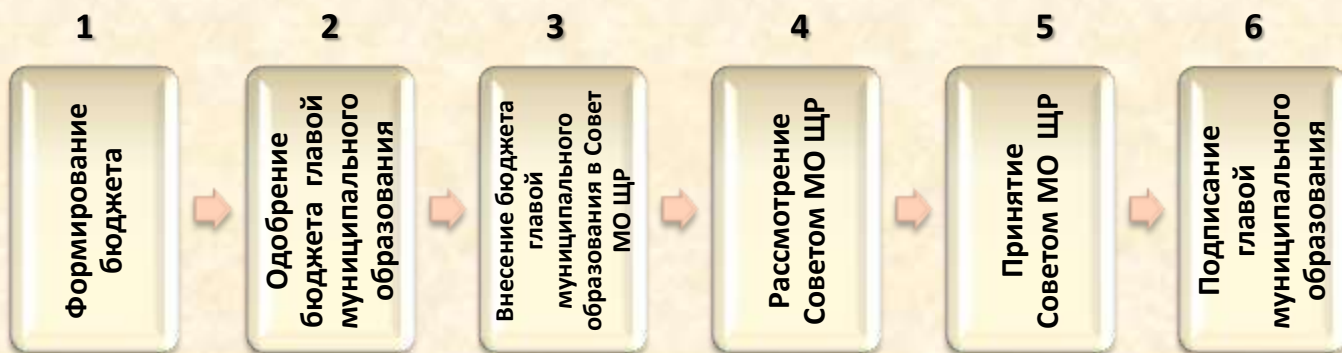 1
2
3
4
5
6
Формирование
бюджета
Одобрение
бюджета главой
муниципального
образования
Внесение бюджета
главой
муниципального
образования в Совет
МО ЩР
Рассмотрение
Советом МО ЩР
Принятие
Советом МО ЩР
Подписание
главой
муниципального
образования